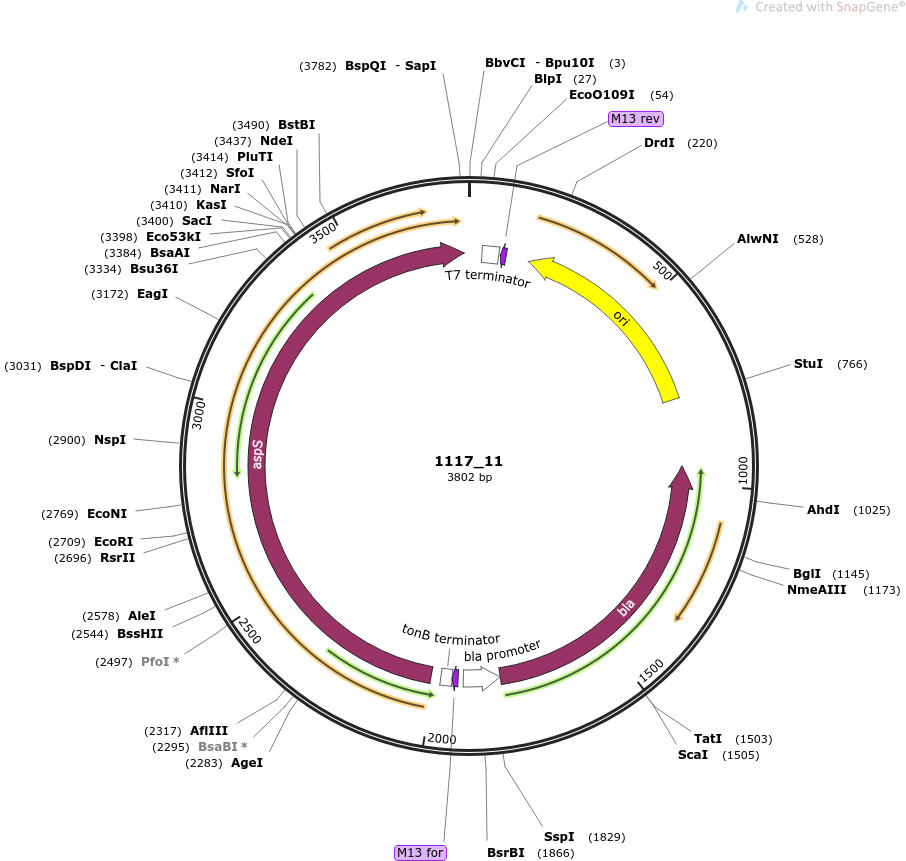 Created with SnapGene®
(3782) BspQI - SapI
BbvCI - Bpu10I (3)
BlpI (27)
EcoO109I (54)
M13 rev
DrdI (220)
AlwNI (528)
StuI (766)
AhdI (1025)
BglI (1145)
NmeAIII (1173)
TatI (1503)
ScaI (1505)
SspI (1829)
BsrBI (1866)
M13 for
(3490) BstBI
(3437) NdeI
(3414) PluTI
(3412) SfoI
(3411) NarI
(3410) KasI
(3400) SacI
(3398) Eco53kI
(3384) BsaAI
(3334) Bsu36I
(3172) EagI
(3031) BspDI - ClaI
(2900) NspI
(2769) EcoNI
(2709) EcoRI
(2696) RsrII
(2578) AleI
(2544) BssHII
(2497) PfoI *
(2317) AflIII
(2295) BsaBI *
(2283) AgeI
500
1000
1500
2000
2500
3000
3500
T7 terminator
ori
aspS
bla
tonB terminator
bla promoter
1117_11
3802 bp